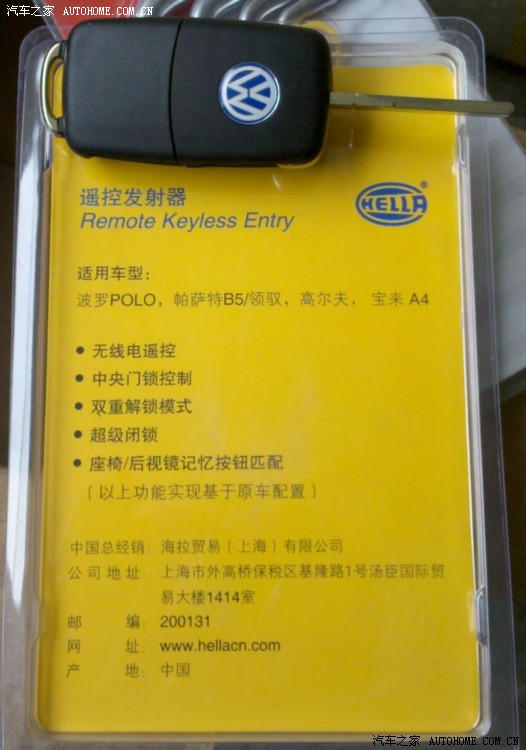 汽车之家 AUTOHOME.COM.CN
遥控发射器
Remote Keyless Entry
HELLA®
适用车型：
波罗POLO，帕萨特B5/领驭，高尔夫， 宝来 A4
• 无线电遥控
• 中央门锁控制
• 双重解锁模式
• 超级闭锁
• 座椅/后视镜记忆按钮匹配
（以上功能实现基于原车配置）
中国总经销：海拉贸易（上海）有限公司
公司地址：上海市外高桥保税区基隆路1号汤臣国际贸
易大楼1414室
邮 编：200131
网 址：www.hellacn.com
产 地：中国
汽车之家 AUTOHOME.COM.CN